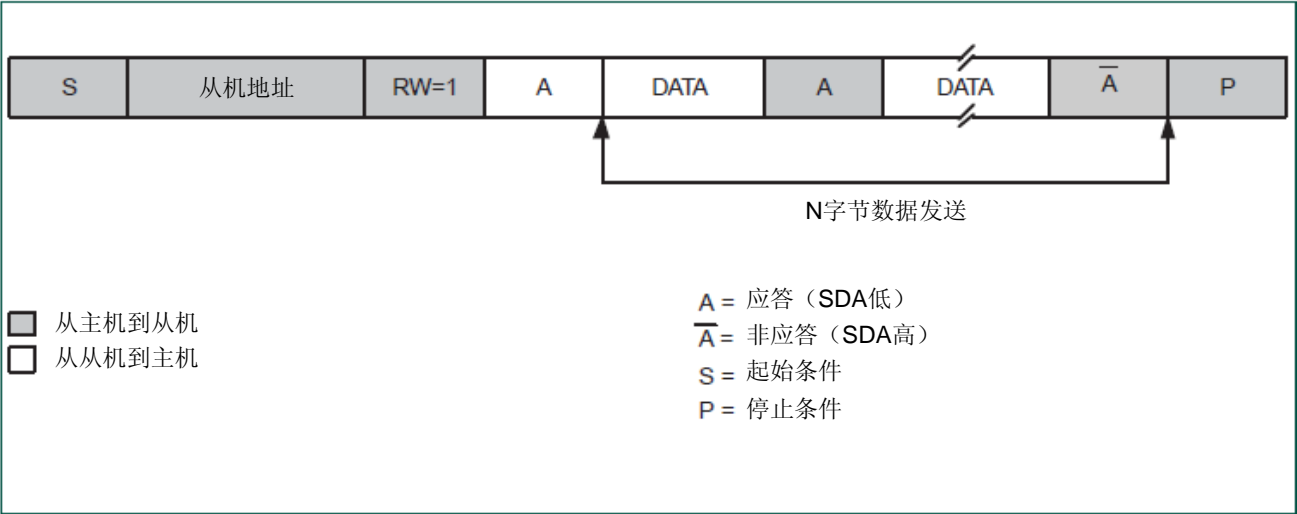 S 从机地址 RW=1 A DATA A DATA A̅ P
N字节数据发送
从主机到从机
从从机到主机
A = 应答（SDA低）
A̅ = 非应答（SDA高）
S = 起始条件
P = 停止条件